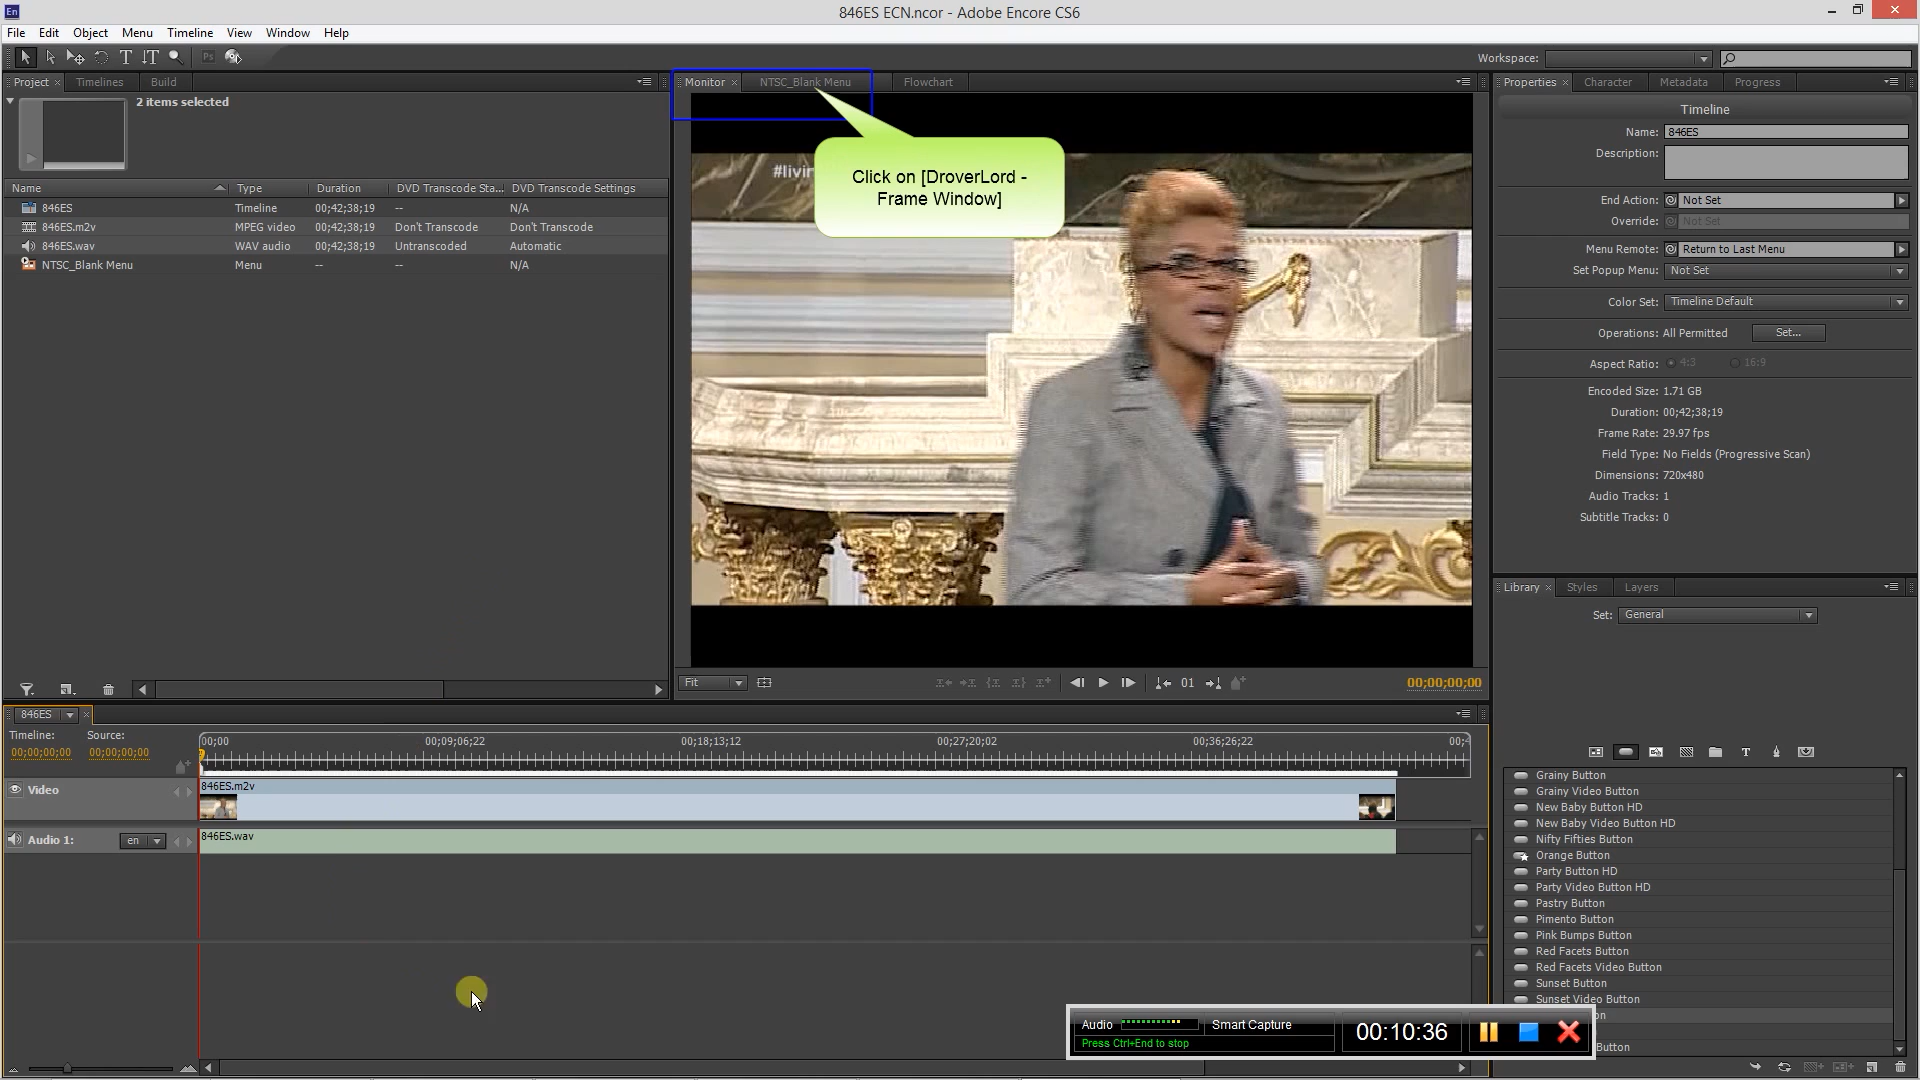 En
846ES ECN.ncor - Adobe Encore CS6
File Edit Object Menu Timeline View Window Help
Workspace:
Project Timelines Build
2 items selected
Name Type Duration DVD Transcode Sta... DVD Transcode Settings
846ES Timeline 00;42;38;19 -- N/A
846ES.m2v MPEG video 00;42;38;19 Don't Transcode Don't Transcode
846ES.wav WAV audio 00;42;38;19 Untranscoded Automatic
NTSC_Blank Menu Menu -- -- N/A
Monitor NTSC_Blank Menu Flowchart
#livin
Click on [DroverLord -
Frame Window]
Fit
01
00;00;00;00
Properties Character Metadata Progress
Timeline
Name: 846ES
Description:
End Action: Not Set
Override: Not Set
Menu Remote: Return to Last Menu
Set Popup Menu: Not Set
Color Set: Timeline Default
Operations: All Permitted Set...
Aspect Ratio: 4:3 16:9
Encoded Size: 1.71 GB
Duration: 00;42;38;19
Frame Rate: 29.97 fps
Field Type: No Fields (Progressive Scan)
Dimensions: 720x480
Audio Tracks: 1
Subtitle Tracks: 0
Library Styles Layers
Set: General
Grainy Button
Grainy Video Button
New Baby Button HD
New Baby Video Button HD
Nifty Fifties Button
Orange Button
Party Button HD
Party Video Button HD
Pastry Button
Pimento Button
Pink Bumps Button
Red Facets Button
Red Facets Video Button
Sunset Button
Sunset Video Button
Button
846ES
Timeline: Source:
00;00;00;00 00;00;00;00
00;00 00;09;06;22 00;18;13;12 00;27;20;02 00;36;26;22 00;4
Video
846ES.m2v
Audio 1: en
846ES.wav
Audio Smart Capture
Press Ctrl+End to stop
00:10:36